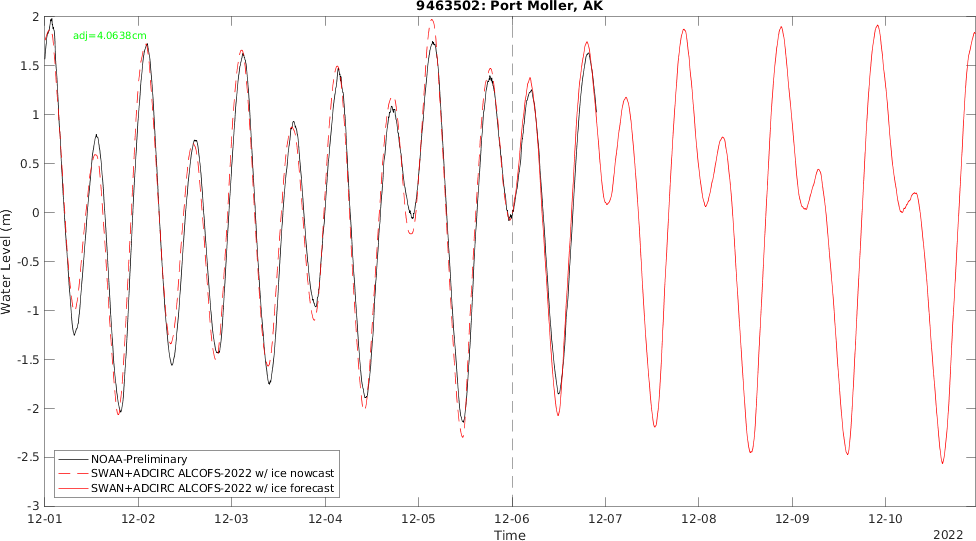 9463502: Port Moller, AK
adj=4.0638cm
Water Level (m)
2
1.5
1
0.5
0
-0.5
-1
-1.5
-2
-2.5
-3
NOAA-Preliminary
SWAN+ADCIRC ALCOFS-2022 w/ ice nowcast
SWAN+ADCIRC ALCOFS-2022 w/ ice forecast
12-01 12-02 12-03 12-04 12-05 12-06 12-07 12-08 12-09 12-10
Time
2022